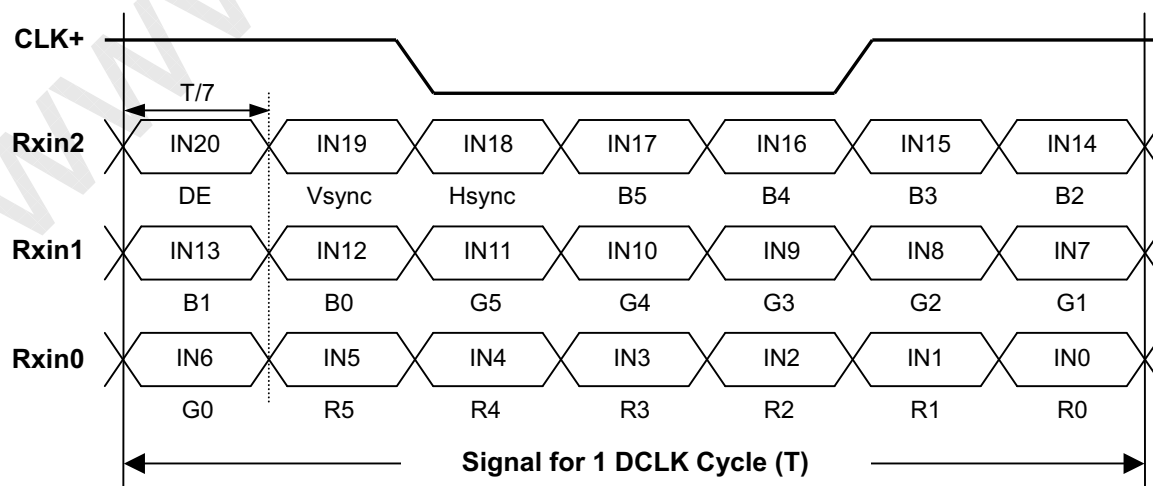 CLK+
T/7
Rxin2 IN20 IN19 IN18 IN17 IN16 IN15 IN14
DE Vsync Hsync B5 B4 B3 B2
Rxin1 IN13 IN12 IN11 IN10 IN9 IN8 IN7
B1 B0 G5 G4 G3 G2 G1
Rxin0 IN6 IN5 IN4 IN3 IN2 IN1 IN0
G0 R5 R4 R3 R2 R1 R0
Signal for 1 DCLK Cycle (T)